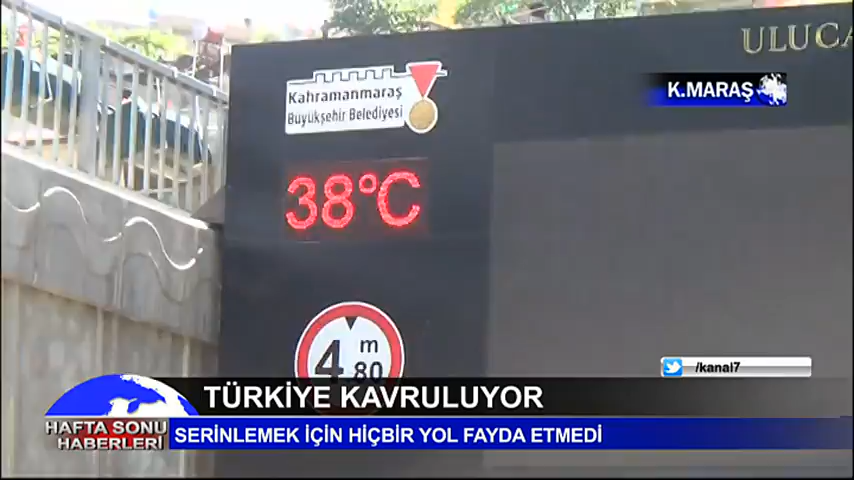 ULUCA
Kahramanmaraş
Büyükşehir Belediyesi
K.MARAŞ
38°C
4 m
.80
/kanal7
TÜRKİYE KAVRULUYOR
HAFTA SONU
HABERLERİ
SERİNLEMEK İÇİN HİÇBİR YOL FAYDA ETMEDİ